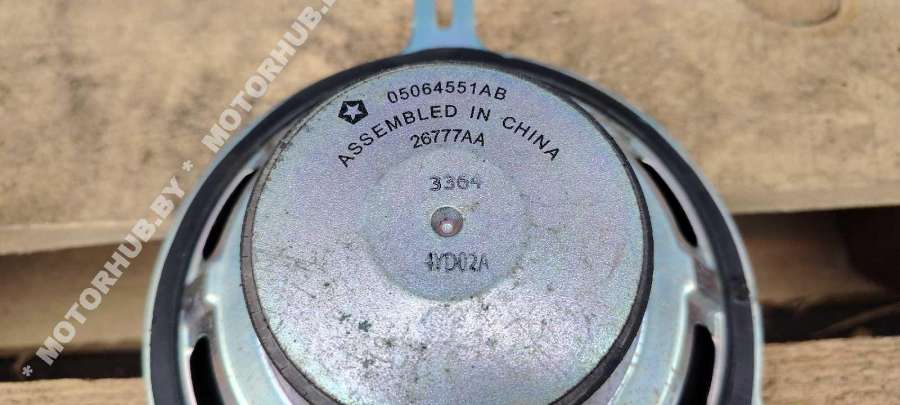 05064551AB
ASSEMBLED IN CHINA
26777AA
3364
4YD02A
* MOTORHUB.BY * MOTORHUB.BY *